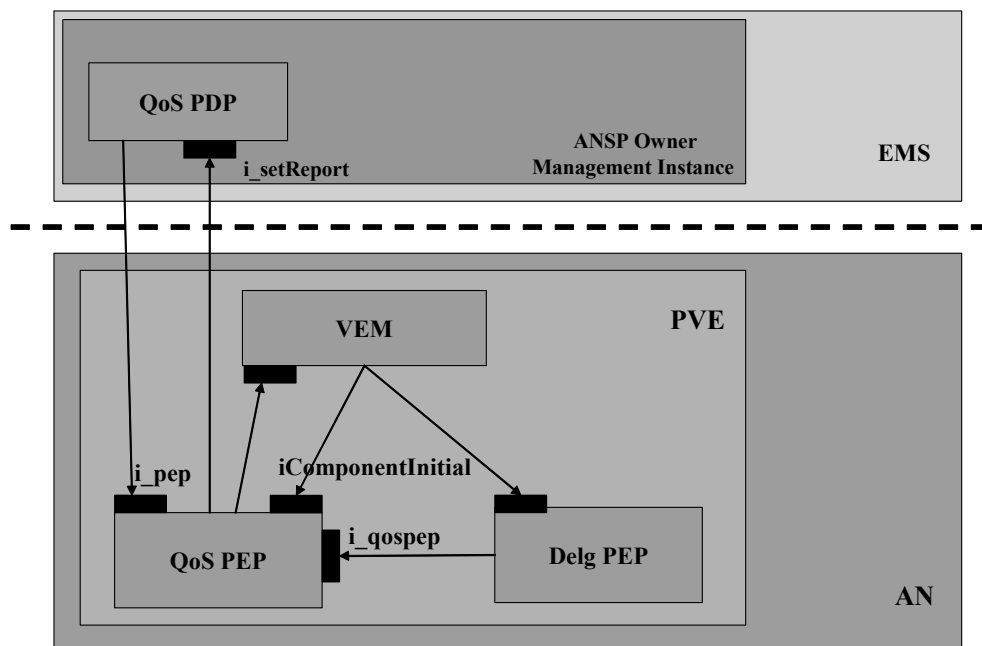 QoS PDP
i_setReport
ANSP Owner
Management Instance
EMS
VEM
PVE
i_pep
iComponentInitial
QoS PEP
i_qospep
Delg PEP
AN